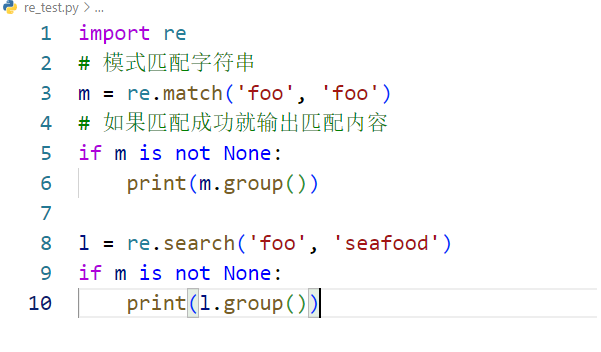 re_test.py > ...
1 import re
2 # 模式匹配字符串
3 m = re.match('foo', 'foo')
4 # 如果匹配成功就输出匹配内容
5 if m is not None:
6     print(m.group())
7
8 l = re.search('foo', 'seafood')
9 if m is not None:
10     print(l.group())